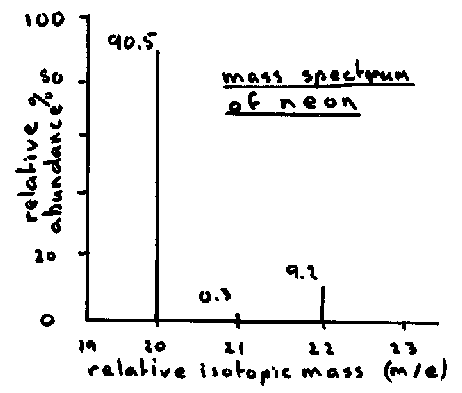 100
90.5
80
mass spectrum
of neon
relative %
abundance
20
0.3
9.2
0
19 20 21 22 23
relative isotopic mass (m/e)